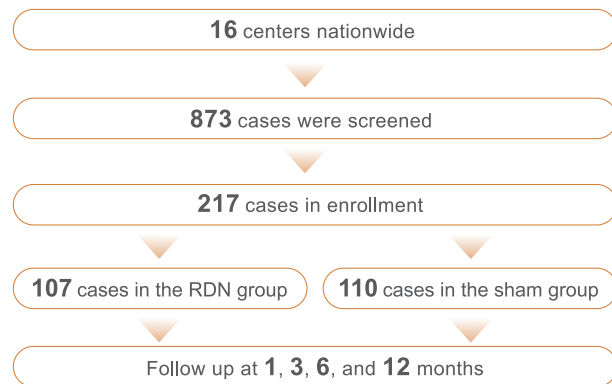 16 centers nationwide
873 cases were screened
217 cases in enrollment
107 cases in the RDN group
110 cases in the sham group
Follow up at 1, 3, 6, and 12 months